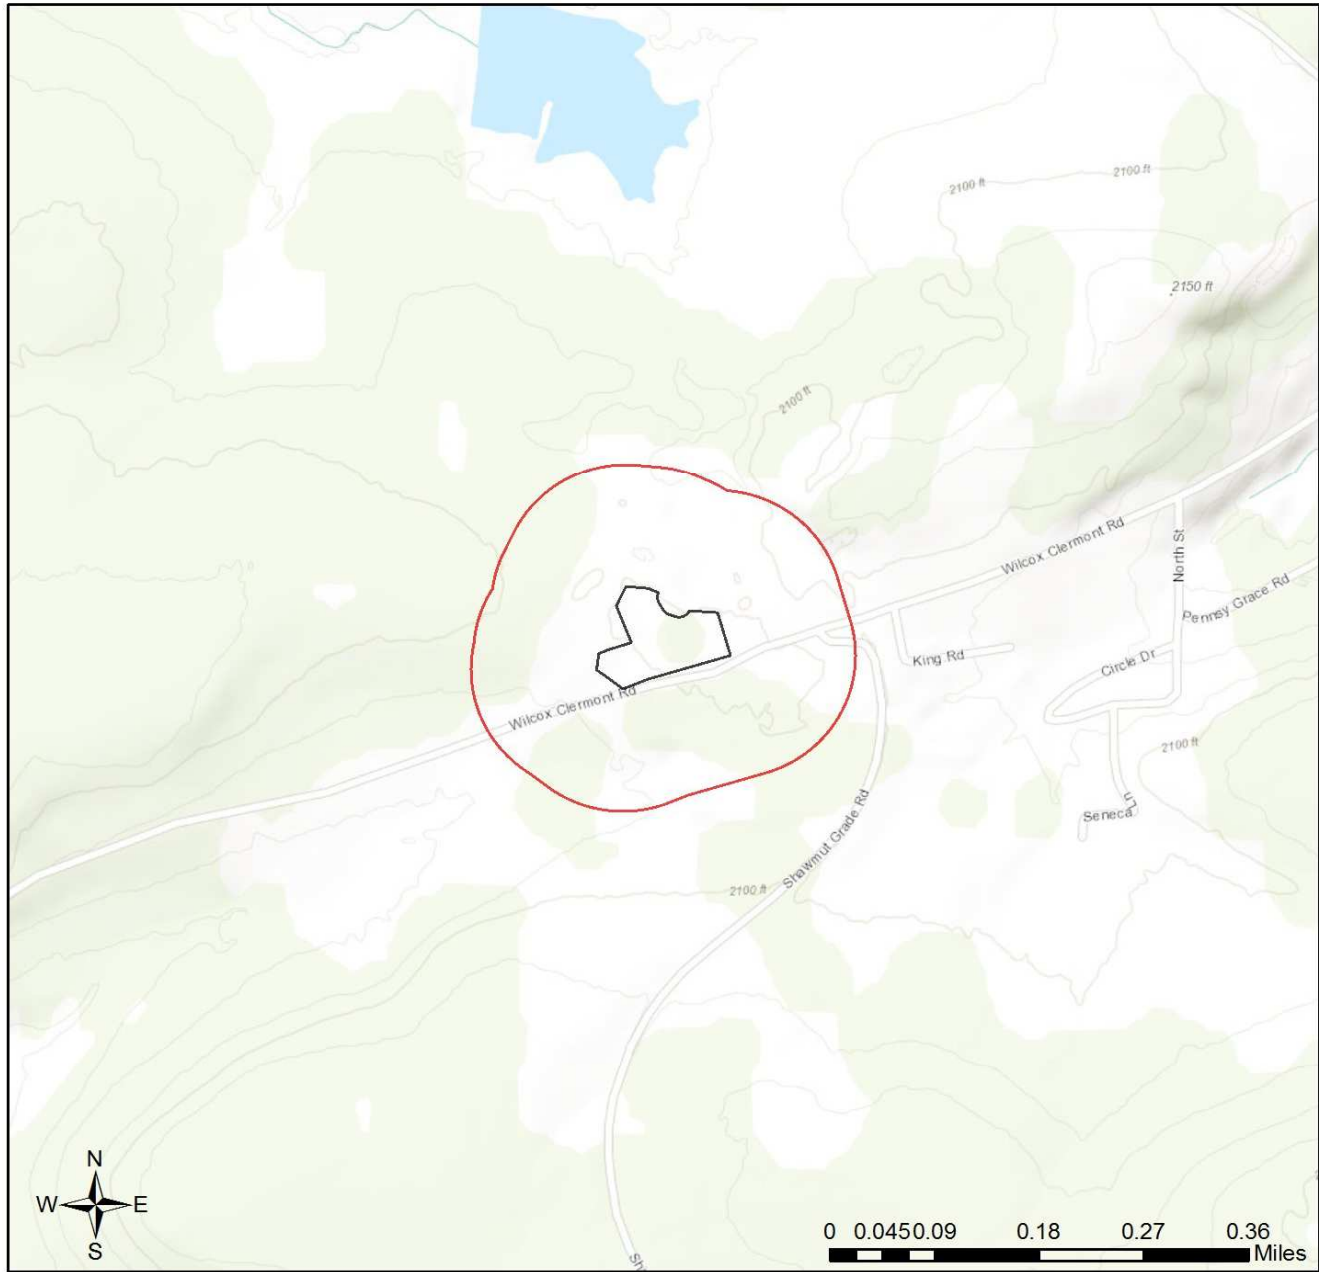 2100 ft
2100 ft
2150 ft
2100 ft
Wilcox Clermont Rd
North St
Pennsy Grace Rd
King Rd
Circle Dr
Wilcox Clermont Rd
2100 ft
Seneca Ln
Shawmut Grade Rd
2100 ft
N
W E
S
0 0.045 0.09 0.18 0.27 0.36
Miles